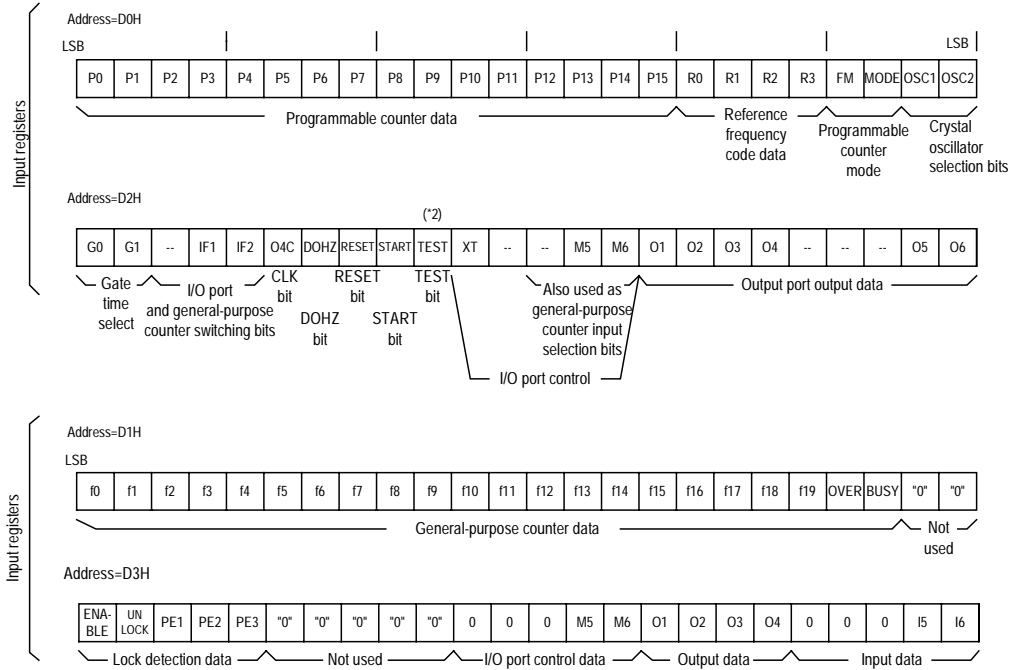 Address=D0H
LSB LSB
P0 P1 P2 P3 P4 P5 P6 P7 P8 P9 P10 P11 P12 P13 P14 P15 R0 R1 R2 R3 FM MODE OSC1 OSC2
Programmable counter data
Reference
frequency
code data
Programmable
counter
mode
Crystal
oscillator
selection bits
Input registers
Address=D2H
(*2)
G0 G1 -- IF1 IF2 O4C DOHZ RESET START TEST XT -- -- M5 M6 O1 O2 O3 O4 -- -- -- O5 O6
Gate
time
select
I/O port
and general-purpose
counter switching bits
CLK
bit
DOHZ
bit
RESET
bit
START
bit
TEST
bit
Also used as
general-purpose
counter input
selection bits
Output port output data
I/O port control
Address=D1H
LSB
f0 f1 f2 f3 f4 f5 f6 f7 f8 f9 f10 f11 f12 f13 f14 f15 f16 f17 f18 f19 OVER BUSY "0" "0"
General-purpose counter data
Not
used
Input registers
Address=D3H
ENA-
BLE
UN
LOCK
PE1 PE2 PE3 "0" "0" "0" "0" "0" 0 0 0 M5 M6 O1 O2 O3 O4 0 0 0 I5 I6
Lock detection data Not used I/O port control data Output data Input data